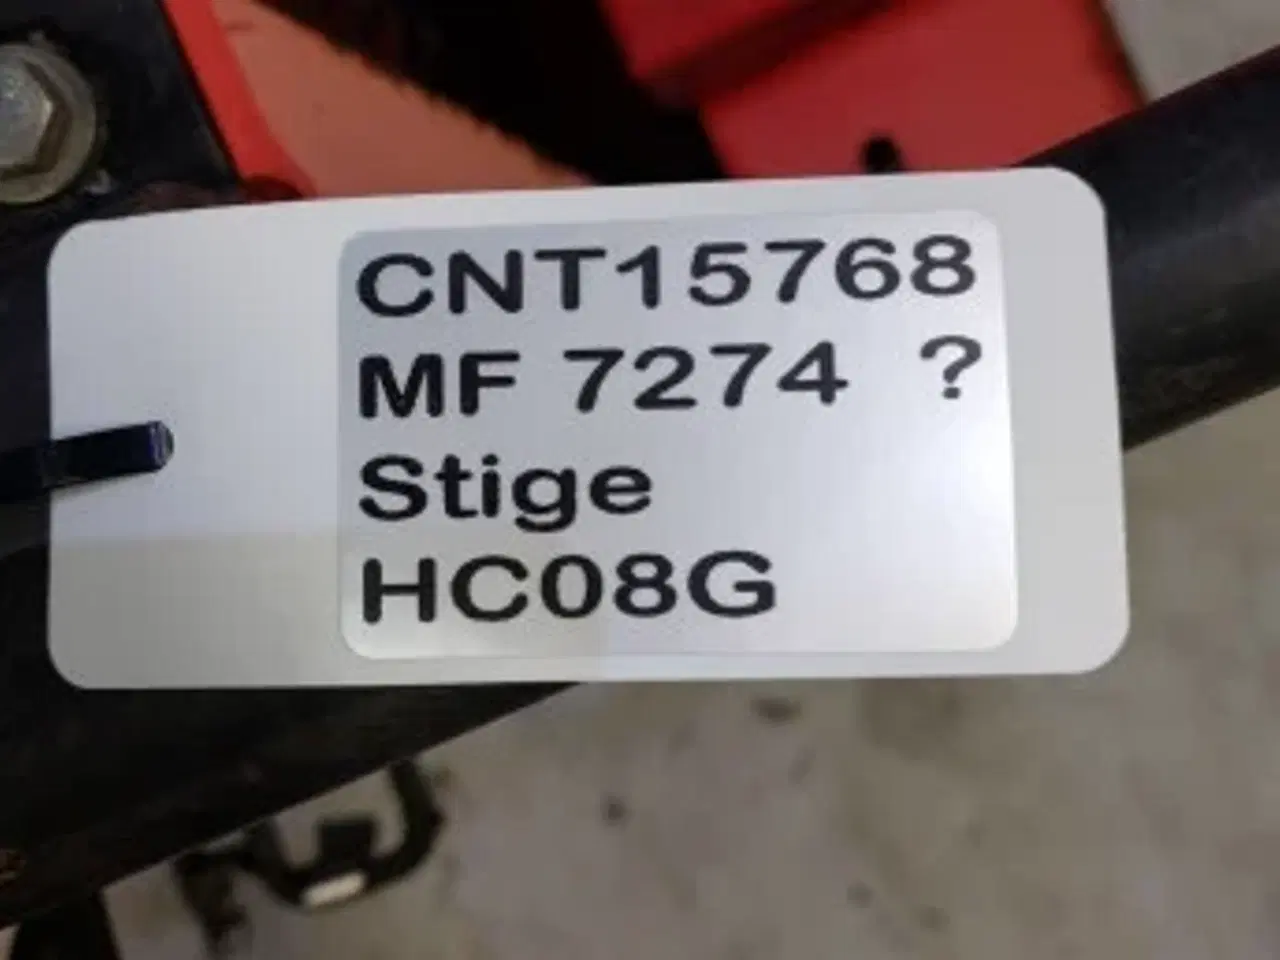 CNT15768
MF 7274 ?
Stige
HC08G